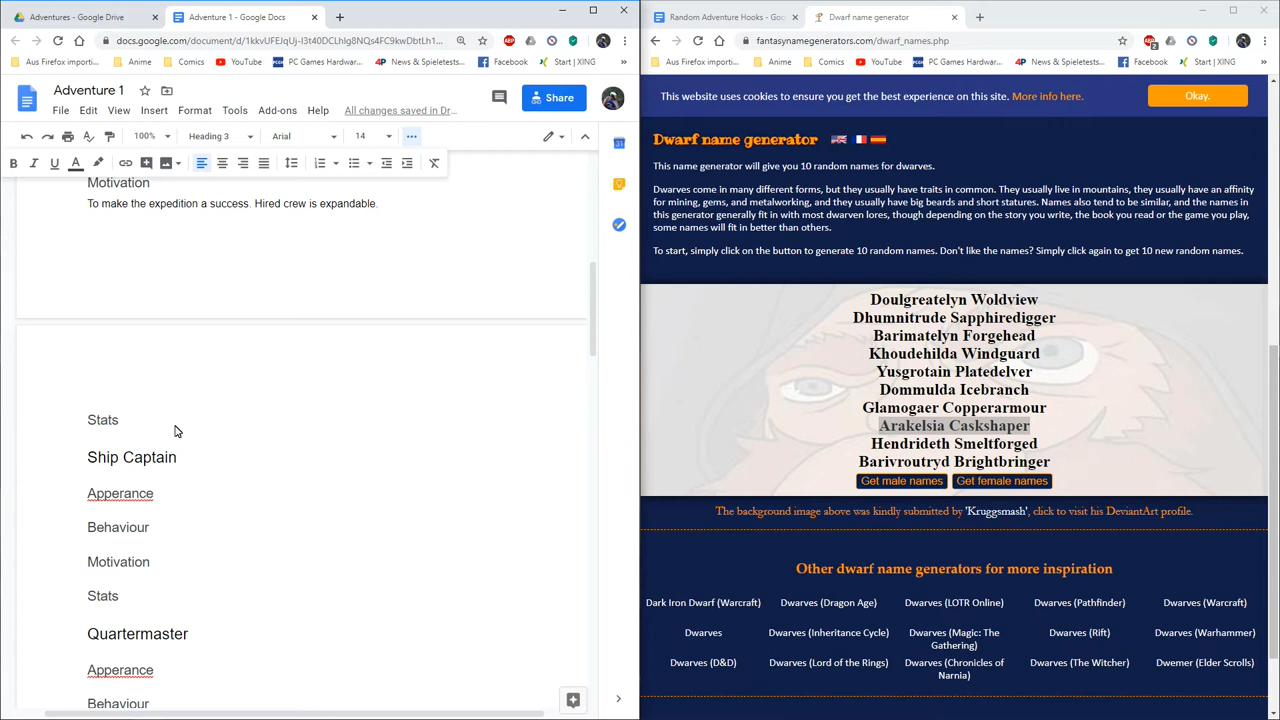 Adventures - Google Drive
Adventure 1 - Google Docs
docs.google.com/document/d/
Aus Firefox importi...
Anime
Comics
YouTube
PC Games Hardwar...
News & Spieletests...
Facebook
Start | XING
Adventure 1
File Edit View Insert Format Tools Add-ons Help All changes saved in Dr...
Share
100% Heading 3 Arial 14
Motivation
To make the expedition a success. Hired crew is expandable.
Stats
Ship Captain
Apperance
Behaviour
Motivation
Stats
Quartermaster
Apperance
Behaviour
Random Adventure Hooks - Goo
Dwarf name generator
fantasynamegenerators.com/dwarf_names.php
Aus Firefox importi...
Anime
Comics
YouTube
PC Games Hardwar...
News & Spieletests...
Facebook
Start | XING
This website uses cookies to ensure you get the best experience on this site. More info here.
Okay.
Dwarf name generator
This name generator will give you 10 random names for dwarves.
Dwarves come in many different forms, but they usually have traits in common. They usually live in mountains, they usually have an affinity
for mining, gems, and metalworking, and they usually have big beards and short statures. Names also tend to be similar, and the names in
this generator generally fit in with most dwarven lores, though depending on the story you write, the book you read or the game you play,
some names will fit in better than others.
To start, simply click on the button to generate 10 random names. Don't like the names? Simply click again to get 10 new random names.
Doulgreatelyn Woldview
Dhumnitrude Sapphiredigger
Barimatelyn Forgehead
Khoudehilda Windguard
Yusgrotain Platedelver
Dommulda Icebranch
Glamogaer Copperarmour
Arakelsia Caskshaper
Hendrideth Smeltforged
Barivroutryd Brightbringer
Get male names Get female names
The background image above was kindly submitted by 'Kruggsmash', click to visit his DeviantArt profile.
Other dwarf name generators for more inspiration
Dark Iron Dwarf (Warcraft) Dwarves (Dragon Age) Dwarves (LOTR Online) Dwarves (Pathfinder) Dwarves (Warcraft)
Dwarves Dwarves (Inheritance Cycle) Dwarves (Magic: The Dwarves (Rift) Dwarves (Warhammer)
Gathering)
Dwarves (D&D) Dwarves (Lord of the Rings) Dwarves (Chronicles of Dwarves (The Witcher) Dwemer (Elder Scrolls)
Narnia)